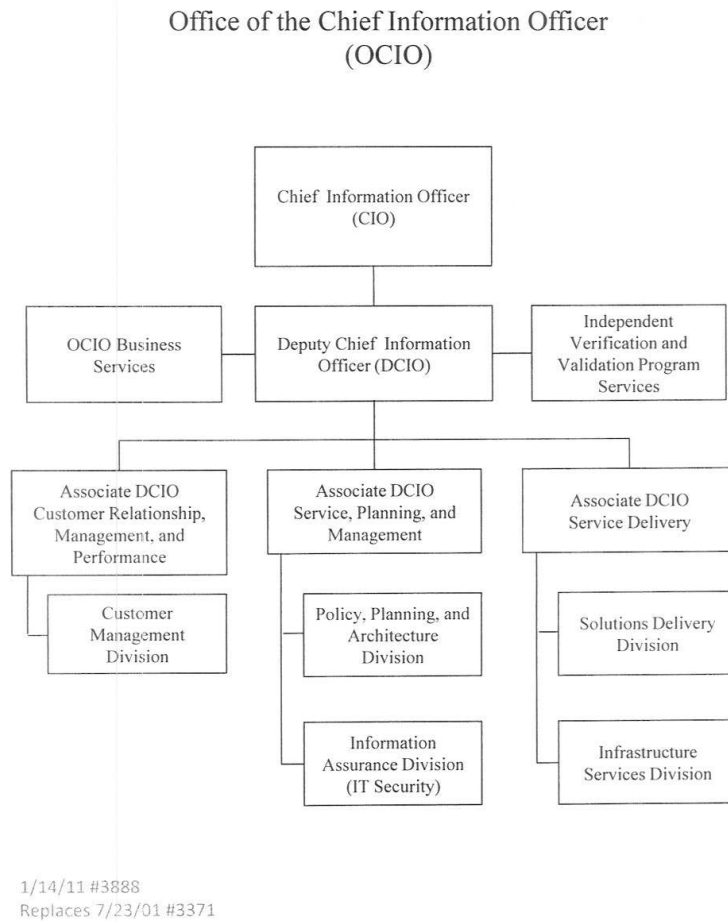 Office of the Chief Information Officer
(OCIO)
Chief Information Officer
(CIO)
OCIO Business
Services
Deputy Chief Information
Officer (DCIO)
Independent
Verification and
Validation Program
Services
Associate DCIO
Customer Relationship,
Management, and
Performance
Associate DCIO
Service, Planning, and
Management
Associate DCIO
Service Delivery
Customer
Management
Division
Policy, Planning, and
Architecture
Division
Solutions Delivery
Division
Information
Assurance Division
(IT Security)
Infrastructure
Services Division
1/14/11 #3888
Replaces 7/23/01 #3371